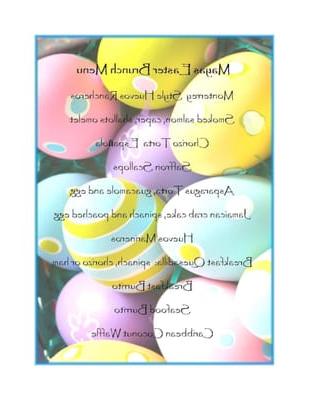 Mayas Easter Brunch Menu
Monterrey Style Huevos Rancheros
Smoked salmon, caper, shallots omelet
Chorizo Torta Española
Saffron Scallops
Asparagus Torta, guacamole and egg
Jamaican crab cake, spinach and poached egg
Huevos Marineros
Breakfast Quesadilla: spinach, chorizo or ham
Breakfast Burrito
Seafood Burrito
Caribbean Coconut Waffle